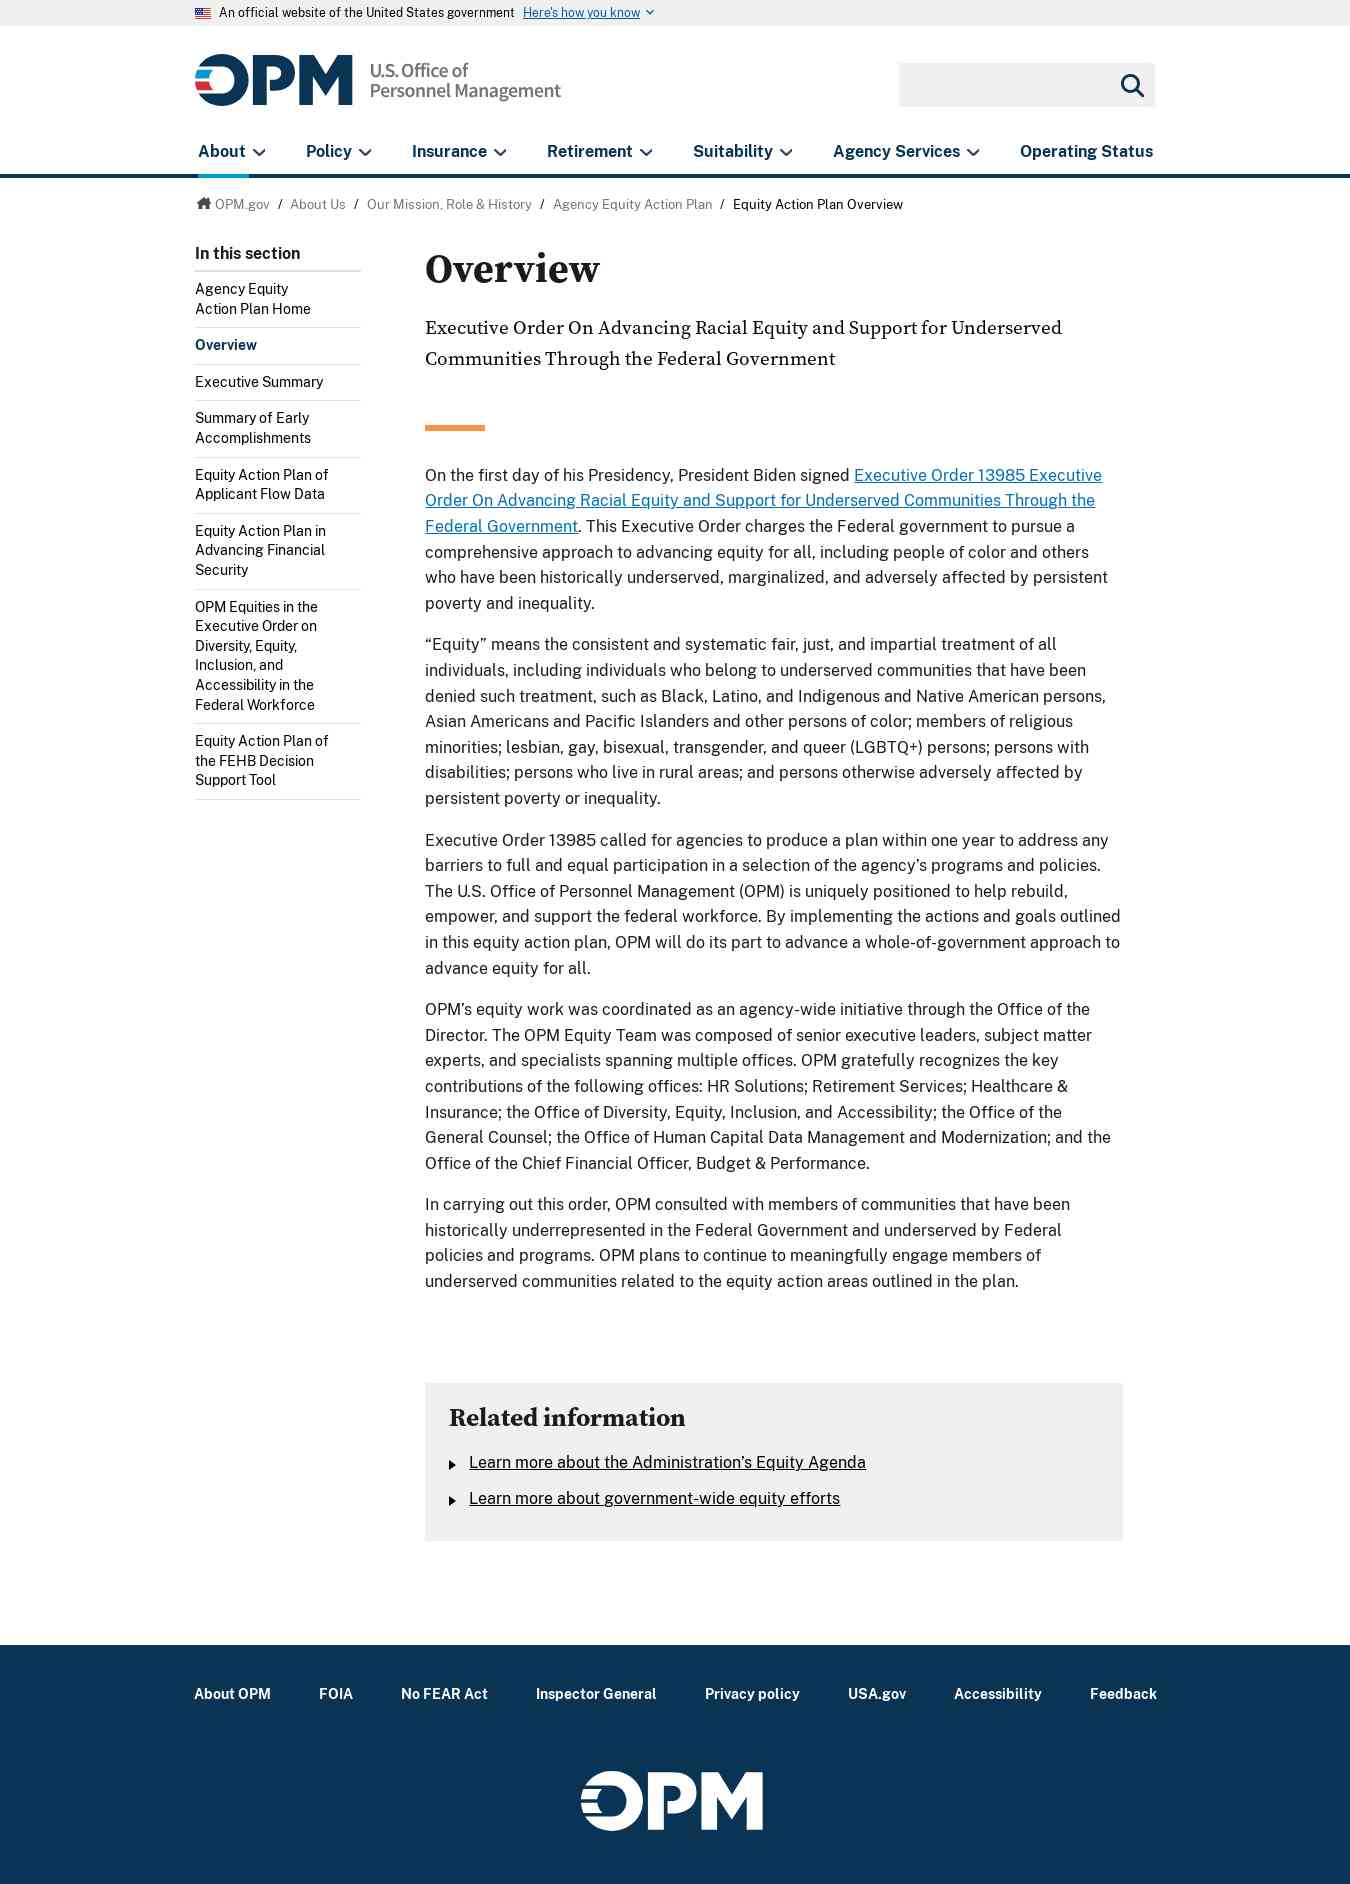 An official website of the United States government Here's how you know
OPM U.S. Office of
Personnel Management
About Policy Insurance Retirement Suitability Agency Services Operating Status
OPM.gov / About Us / Our Mission, Role & History / Agency Equity Action Plan / Equity Action Plan Overview
In this section
Agency Equity
Action Plan Home
Overview
Executive Summary
Summary of Early
Accomplishments
Equity Action Plan of
Applicant Flow Data
Equity Action Plan in
Advancing Financial
Security
OPM Equities in the
Executive Order on
Diversity, Equity,
Inclusion, and
Accessibility in the
Federal Workforce
Equity Action Plan of
the FEHB Decision
Support Tool
Overview
Executive Order On Advancing Racial Equity and Support for Underserved
Communities Through the Federal Government
On the first day of his Presidency, President Biden signed Executive Order 13985 Executive
Order On Advancing Racial Equity and Support for Underserved Communities Through the
Federal Government. This Executive Order charges the Federal government to pursue a
comprehensive approach to advancing equity for all, including people of color and others
who have been historically underserved, marginalized, and adversely affected by persistent
poverty and inequality.
“Equity” means the consistent and systematic fair, just, and impartial treatment of all
individuals, including individuals who belong to underserved communities that have been
denied such treatment, such as Black, Latino, and Indigenous and Native American persons,
Asian Americans and Pacific Islanders and other persons of color; members of religious
minorities; lesbian, gay, bisexual, transgender, and queer (LGBTQ+) persons; persons with
disabilities; persons who live in rural areas; and persons otherwise adversely affected by
persistent poverty or inequality.
Executive Order 13985 called for agencies to produce a plan within one year to address any
barriers to full and equal participation in a selection of the agency’s programs and policies.
The U.S. Office of Personnel Management (OPM) is uniquely positioned to help rebuild,
empower, and support the federal workforce. By implementing the actions and goals outlined
in this equity action plan, OPM will do its part to advance a whole-of-government approach to
advance equity for all.
OPM’s equity work was coordinated as an agency-wide initiative through the Office of the
Director. The OPM Equity Team was composed of senior executive leaders, subject matter
experts, and specialists spanning multiple offices. OPM gratefully recognizes the key
contributions of the following offices: HR Solutions; Retirement Services; Healthcare &
Insurance; the Office of Diversity, Equity, Inclusion, and Accessibility; the Office of the
General Counsel; the Office of Human Capital Data Management and Modernization; and the
Office of the Chief Financial Officer, Budget & Performance.
In carrying out this order, OPM consulted with members of communities that have been
historically underrepresented in the Federal Government and underserved by Federal
policies and programs. OPM plans to continue to meaningfully engage members of
underserved communities related to the equity action areas outlined in the plan.
Related information
Learn more about the Administration’s Equity Agenda
Learn more about government-wide equity efforts
About OPM FOIA No FEAR Act Inspector General Privacy policy USA.gov Accessibility Feedback
OPM